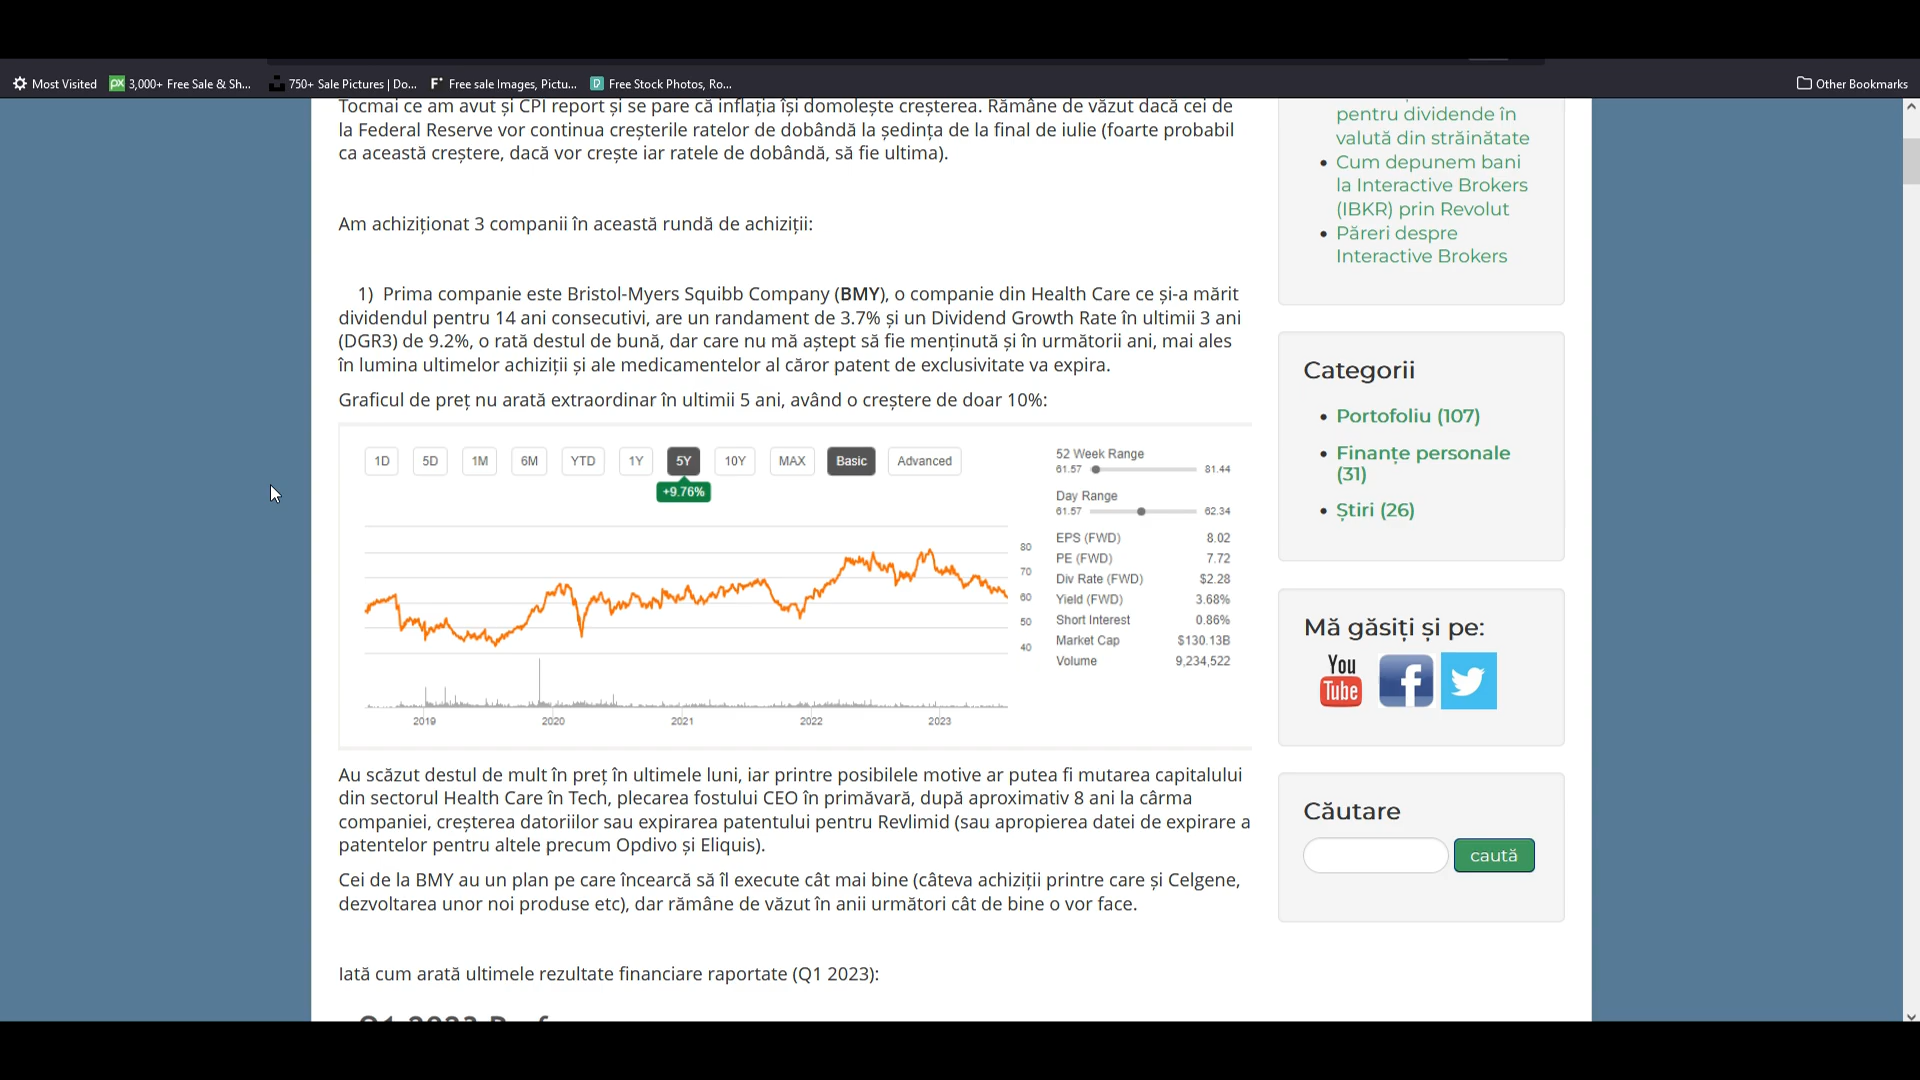 Most Visited
3,000+ Free Sale & Sh...
750+ Sale Pictures | Do...
Free sale Images, Pictu...
Free Stock Photos, Ro...
Other Bookmarks
Tocmai ce am avut și CPI report și se pare că inflația își domolește creșterea. Rămâne de văzut dacă cei de
la Federal Reserve vor continua creșterile ratelor de dobândă la ședința de la final de iulie (foarte probabil
ca această creștere, dacă vor crește iar ratele de dobândă, să fie ultima).
Am achiziționat 3 companii în această rundă de achiziții:
1) Prima companie este Bristol-Myers Squibb Company (BMY), o companie din Health Care ce și-a mărit
dividendul pentru 14 ani consecutivi, are un randament de 3.7% și un Dividend Growth Rate în ultimii 3 ani
(DGR3) de 9.2%, o rată destul de bună, dar care nu mă aștept să fie menținută și în următorii ani, mai ales
în lumina ultimelor achiziții și ale medicamentelor al căror patent de exclusivitate va expira.
Graficul de preț nu arată extraordinar în ultimii 5 ani, având o creștere de doar 10%:
1D 5D 1M 6M YTD 1Y 5Y 10Y MAX Basic Advanced
+9.76%
80
70
60
50
40
2019 2020 2021 2022 2023
52 Week Range
61.57 81.44
Day Range
61.57 62.34
EPS (FWD) 8.02
PE (FWD) 7.72
Div Rate (FWD) $2.28
Yield (FWD) 3.68%
Short Interest 0.86%
Market Cap $130.13B
Volume 9,234,522
Au scăzut destul de mult în preț în ultimele luni, iar printre posibilele motive ar putea fi mutarea capitalului
din sectorul Health Care în Tech, plecarea fostului CEO în primăvară, după aproximativ 8 ani la cârma
companiei, creșterea datoriilor sau expirarea patentului pentru Revlimid (sau apropierea datei de expirare a
patentelor pentru altele precum Opdivo și Eliquis).
Cei de la BMY au un plan pe care încearcă să îl execute cât mai bine (câteva achiziții printre care și Celgene,
dezvoltarea unor noi produse etc), dar rămâne de văzut în anii următori cât de bine o vor face.
Iată cum arată ultimele rezultate financiare raportate (Q1 2023):
pentru dividende în
valută din străinătate
Cum depunem bani
la Interactive Brokers
(IBKR) prin Revolut
Păreri despre
Interactive Brokers
Categorii
Portofoliu (107)
Finanțe personale
(31)
Știri (26)
Mă găsiți și pe:
You
Tube
Căutare
caută